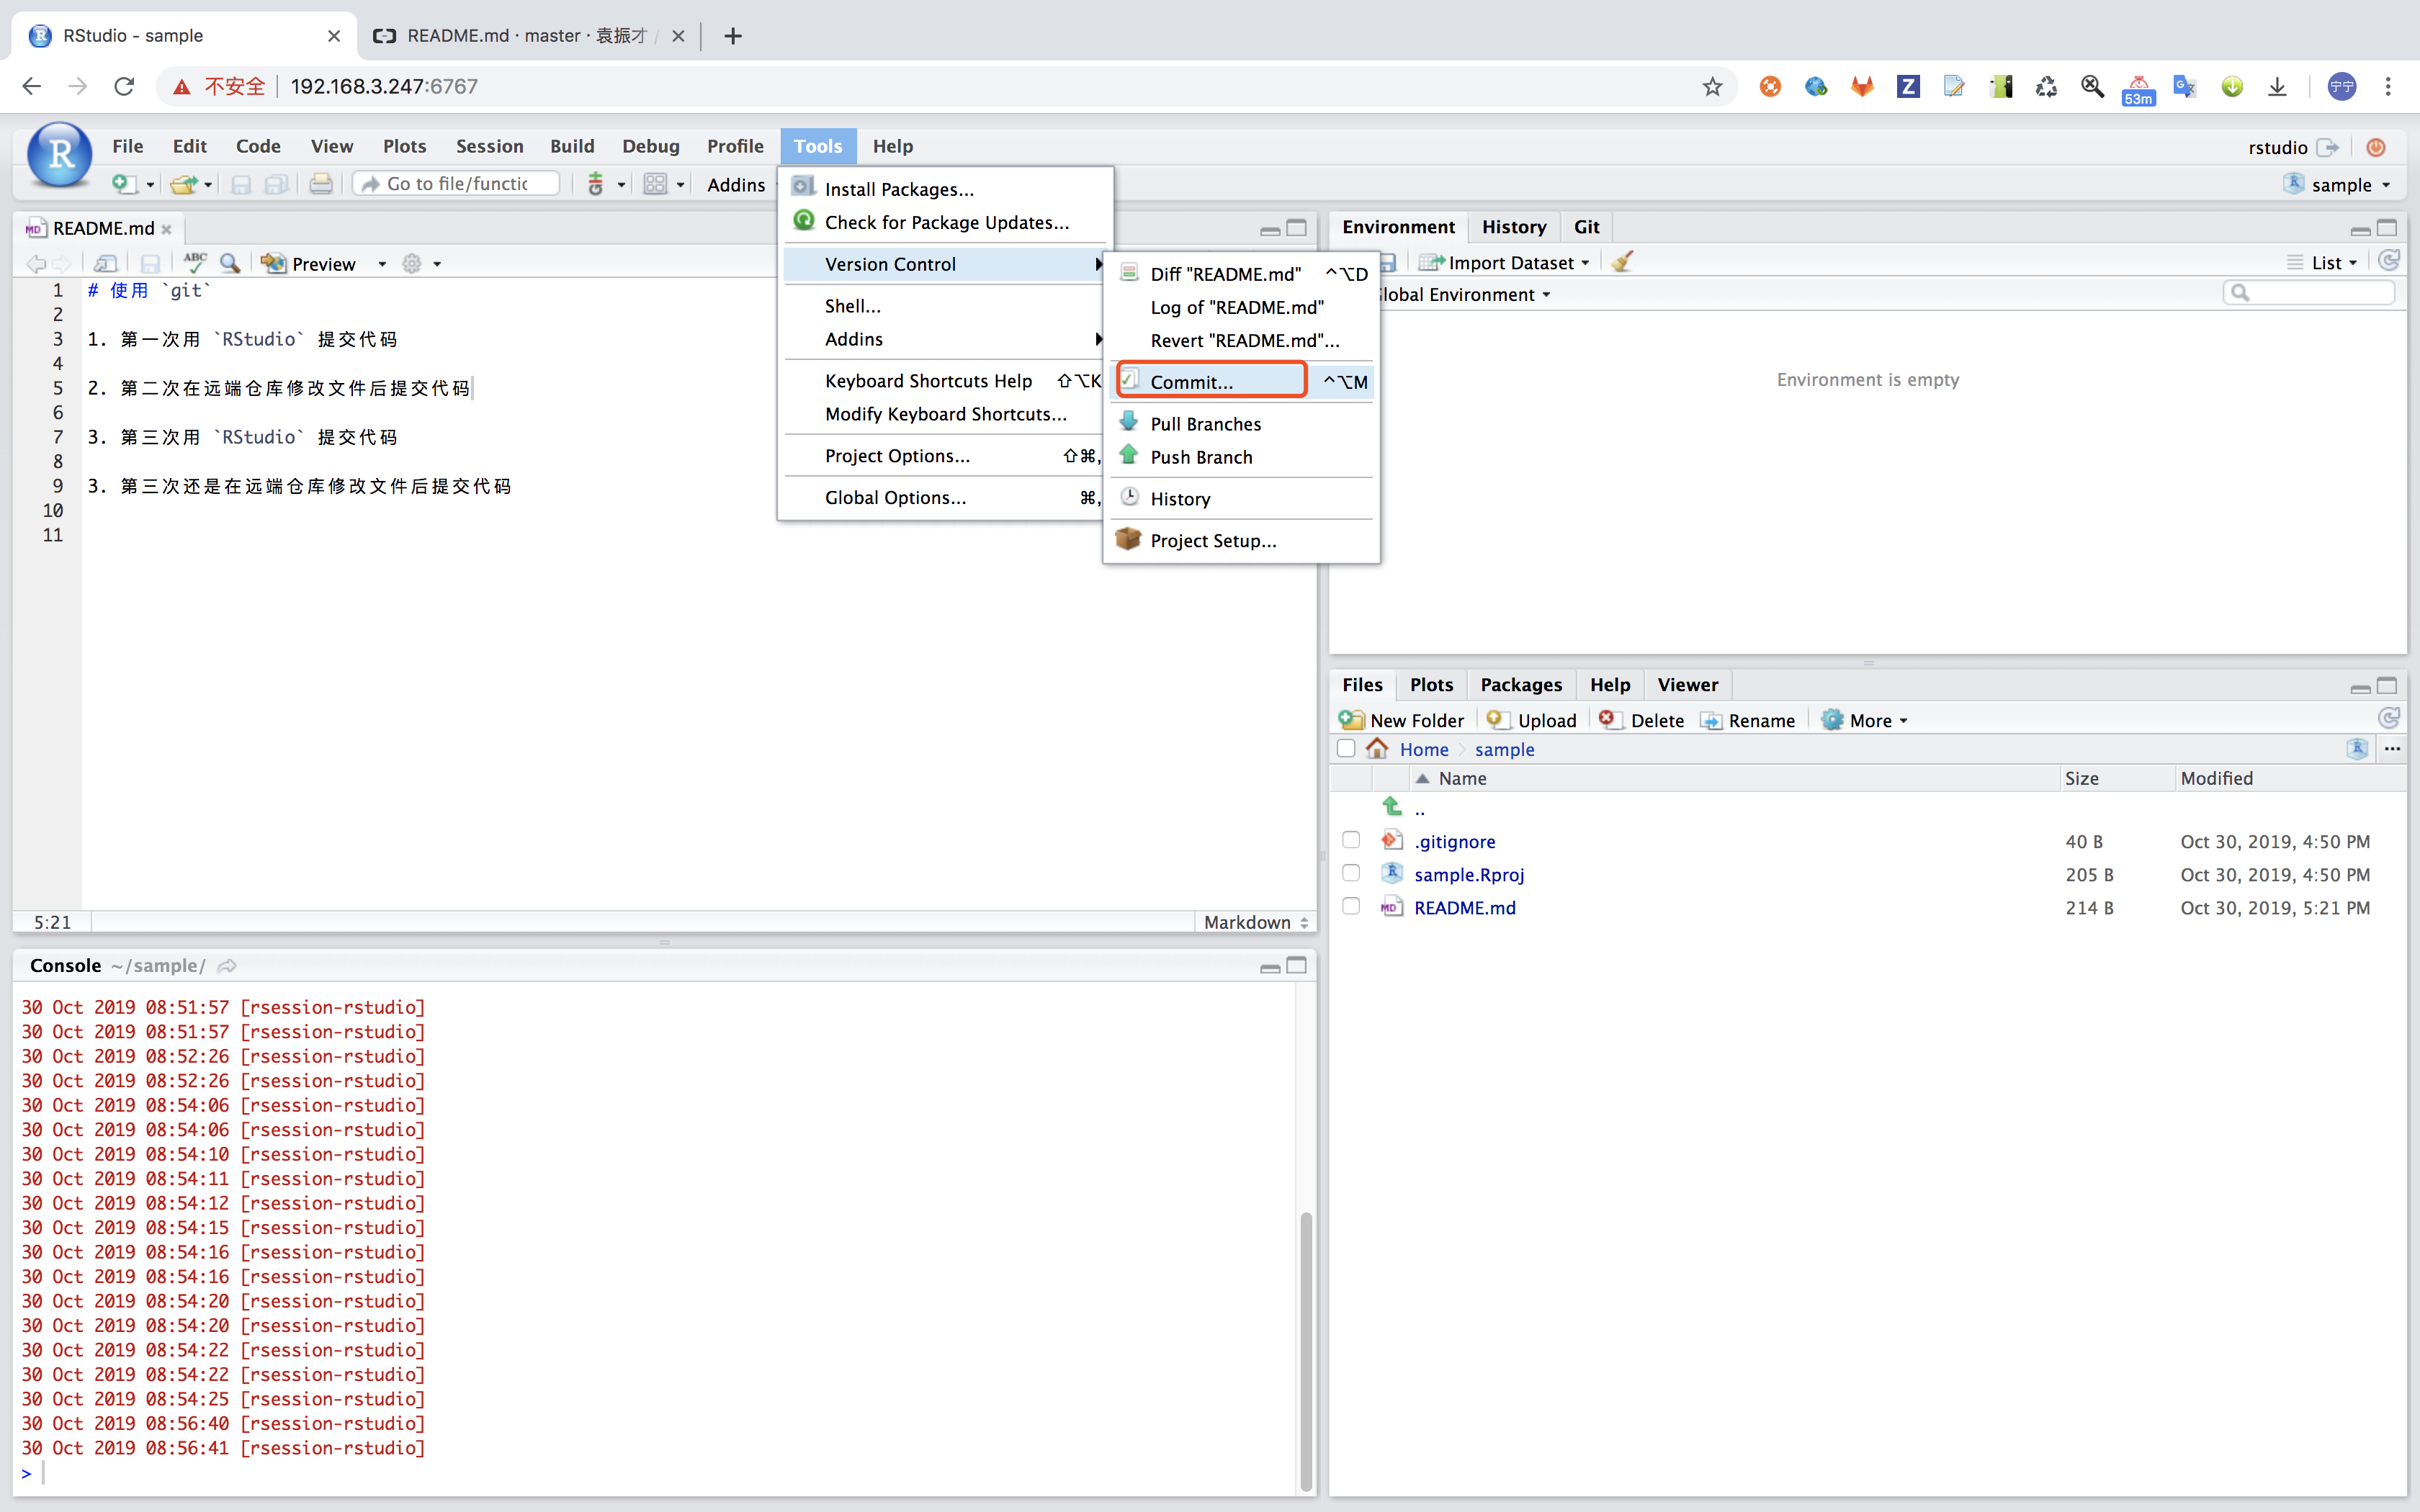 RStudio - sample
README.md · master · 袁振才 /
不安全
192.168.3.247:6767
53m
宁宁
File Edit Code View Plots Session Build Debug Profile Tools Help
rstudio
Go to file/functic
Addins
sample
Install Packages...
Check for Package Updates...
Version Control
Shell...
Addins
Keyboard Shortcuts Help ⇧⌥K
Modify Keyboard Shortcuts...
Project Options... ⇧⌘,
Global Options... ⌘,
Diff "README.md" ^⌥D
Log of "README.md"
Revert "README.md"...
Commit... ^⌥M
Pull Branches
Push Branch
History
Project Setup...
README.md
Preview
1 # 使用 `git`
2
3 1. 第一次用 `RStudio` 提交代码
4
5 2. 第二次在远端仓库修改文件后提交代码
6
7 3. 第三次用 `RStudio` 提交代码
8
9 3. 第三次还是在远端仓库修改文件后提交代码
10
11
5:21
Markdown
Console ~/sample/
30 Oct 2019 08:51:57 [rsession-rstudio]
30 Oct 2019 08:51:57 [rsession-rstudio]
30 Oct 2019 08:52:26 [rsession-rstudio]
30 Oct 2019 08:52:26 [rsession-rstudio]
30 Oct 2019 08:54:06 [rsession-rstudio]
30 Oct 2019 08:54:06 [rsession-rstudio]
30 Oct 2019 08:54:10 [rsession-rstudio]
30 Oct 2019 08:54:11 [rsession-rstudio]
30 Oct 2019 08:54:12 [rsession-rstudio]
30 Oct 2019 08:54:15 [rsession-rstudio]
30 Oct 2019 08:54:16 [rsession-rstudio]
30 Oct 2019 08:54:16 [rsession-rstudio]
30 Oct 2019 08:54:20 [rsession-rstudio]
30 Oct 2019 08:54:20 [rsession-rstudio]
30 Oct 2019 08:54:22 [rsession-rstudio]
30 Oct 2019 08:54:22 [rsession-rstudio]
30 Oct 2019 08:54:25 [rsession-rstudio]
30 Oct 2019 08:56:40 [rsession-rstudio]
30 Oct 2019 08:56:41 [rsession-rstudio]
>
Environment History Git
Import Dataset
List
lobal Environment
Environment is empty
Files Plots Packages Help Viewer
New Folder Upload Delete Rename More
Home sample
Name Size Modified
..
.gitignore 40 B Oct 30, 2019, 4:50 PM
sample.Rproj 205 B Oct 30, 2019, 4:50 PM
README.md 214 B Oct 30, 2019, 5:21 PM